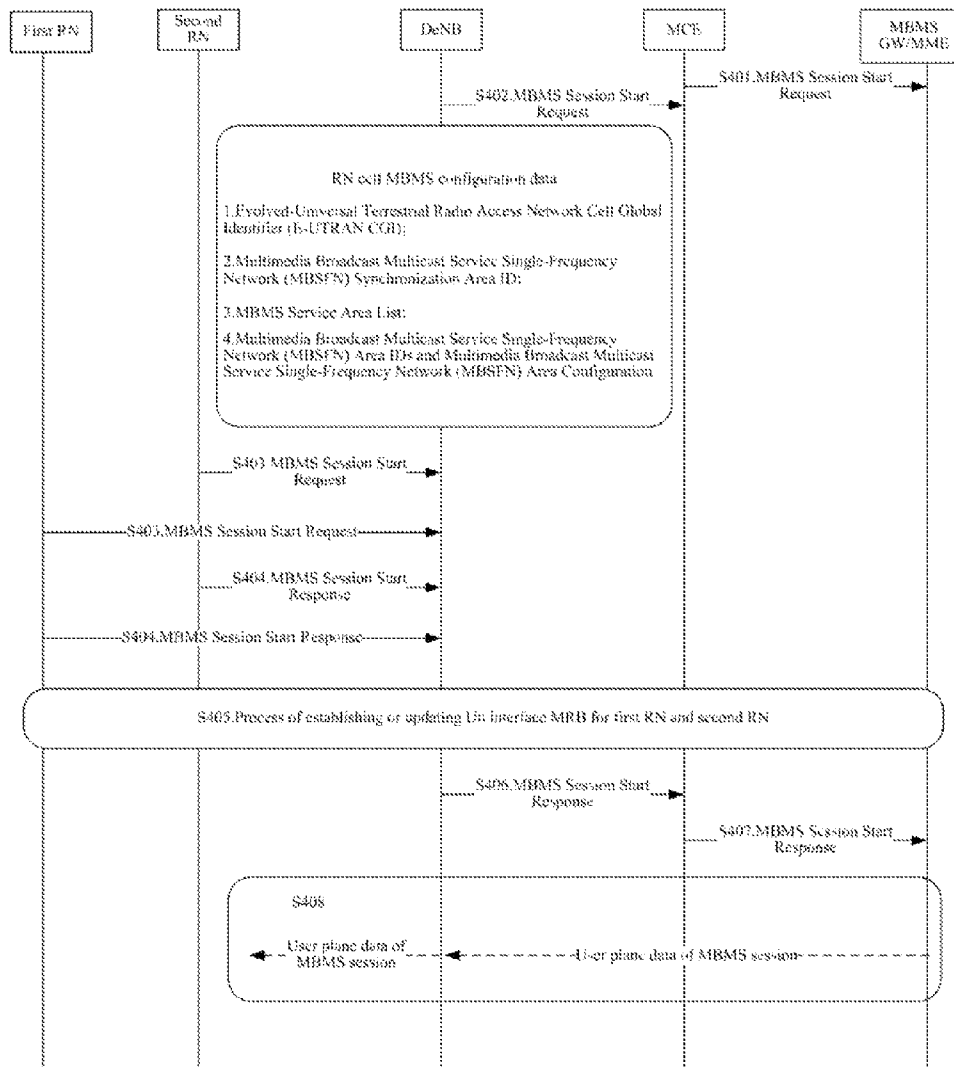 First RN
Second
RN
DeNB
MCE
MBMS
GW/MME
S401.MBMS Session Start
Request
S402.MBMS Session Start
Request
RN cell MBMS configuration data
1.Evolved-Universal Terrestrial Radio Access Network Cell Global
Identifier (E-UTRAN CGI);
2.Multimedia Broadcast Multicast Service Single-Frequency
Network (MBSFN) Synchronization Area ID;
3.MBMS Service Area List;
4.Multimedia Broadcast Multicast Service Single-Frequency
Network (MBSFN) Area IDs and Multimedia Broadcast Multicast
Service Single-Frequency Network (MBSFN) Area Configuration
S403.MBMS Session Start
Request
S403.MBMS Session Start Request
S404.MBMS Session Start
Response
S404.MBMS Session Start Response
S405.Process of establishing or updating Un interface MRB for first RN and second RN
S406.MBMS Session Start
Response
S407.MBMS Session Start
Response
S408
User plane data of
MBMS session
User plane data of MBMS session